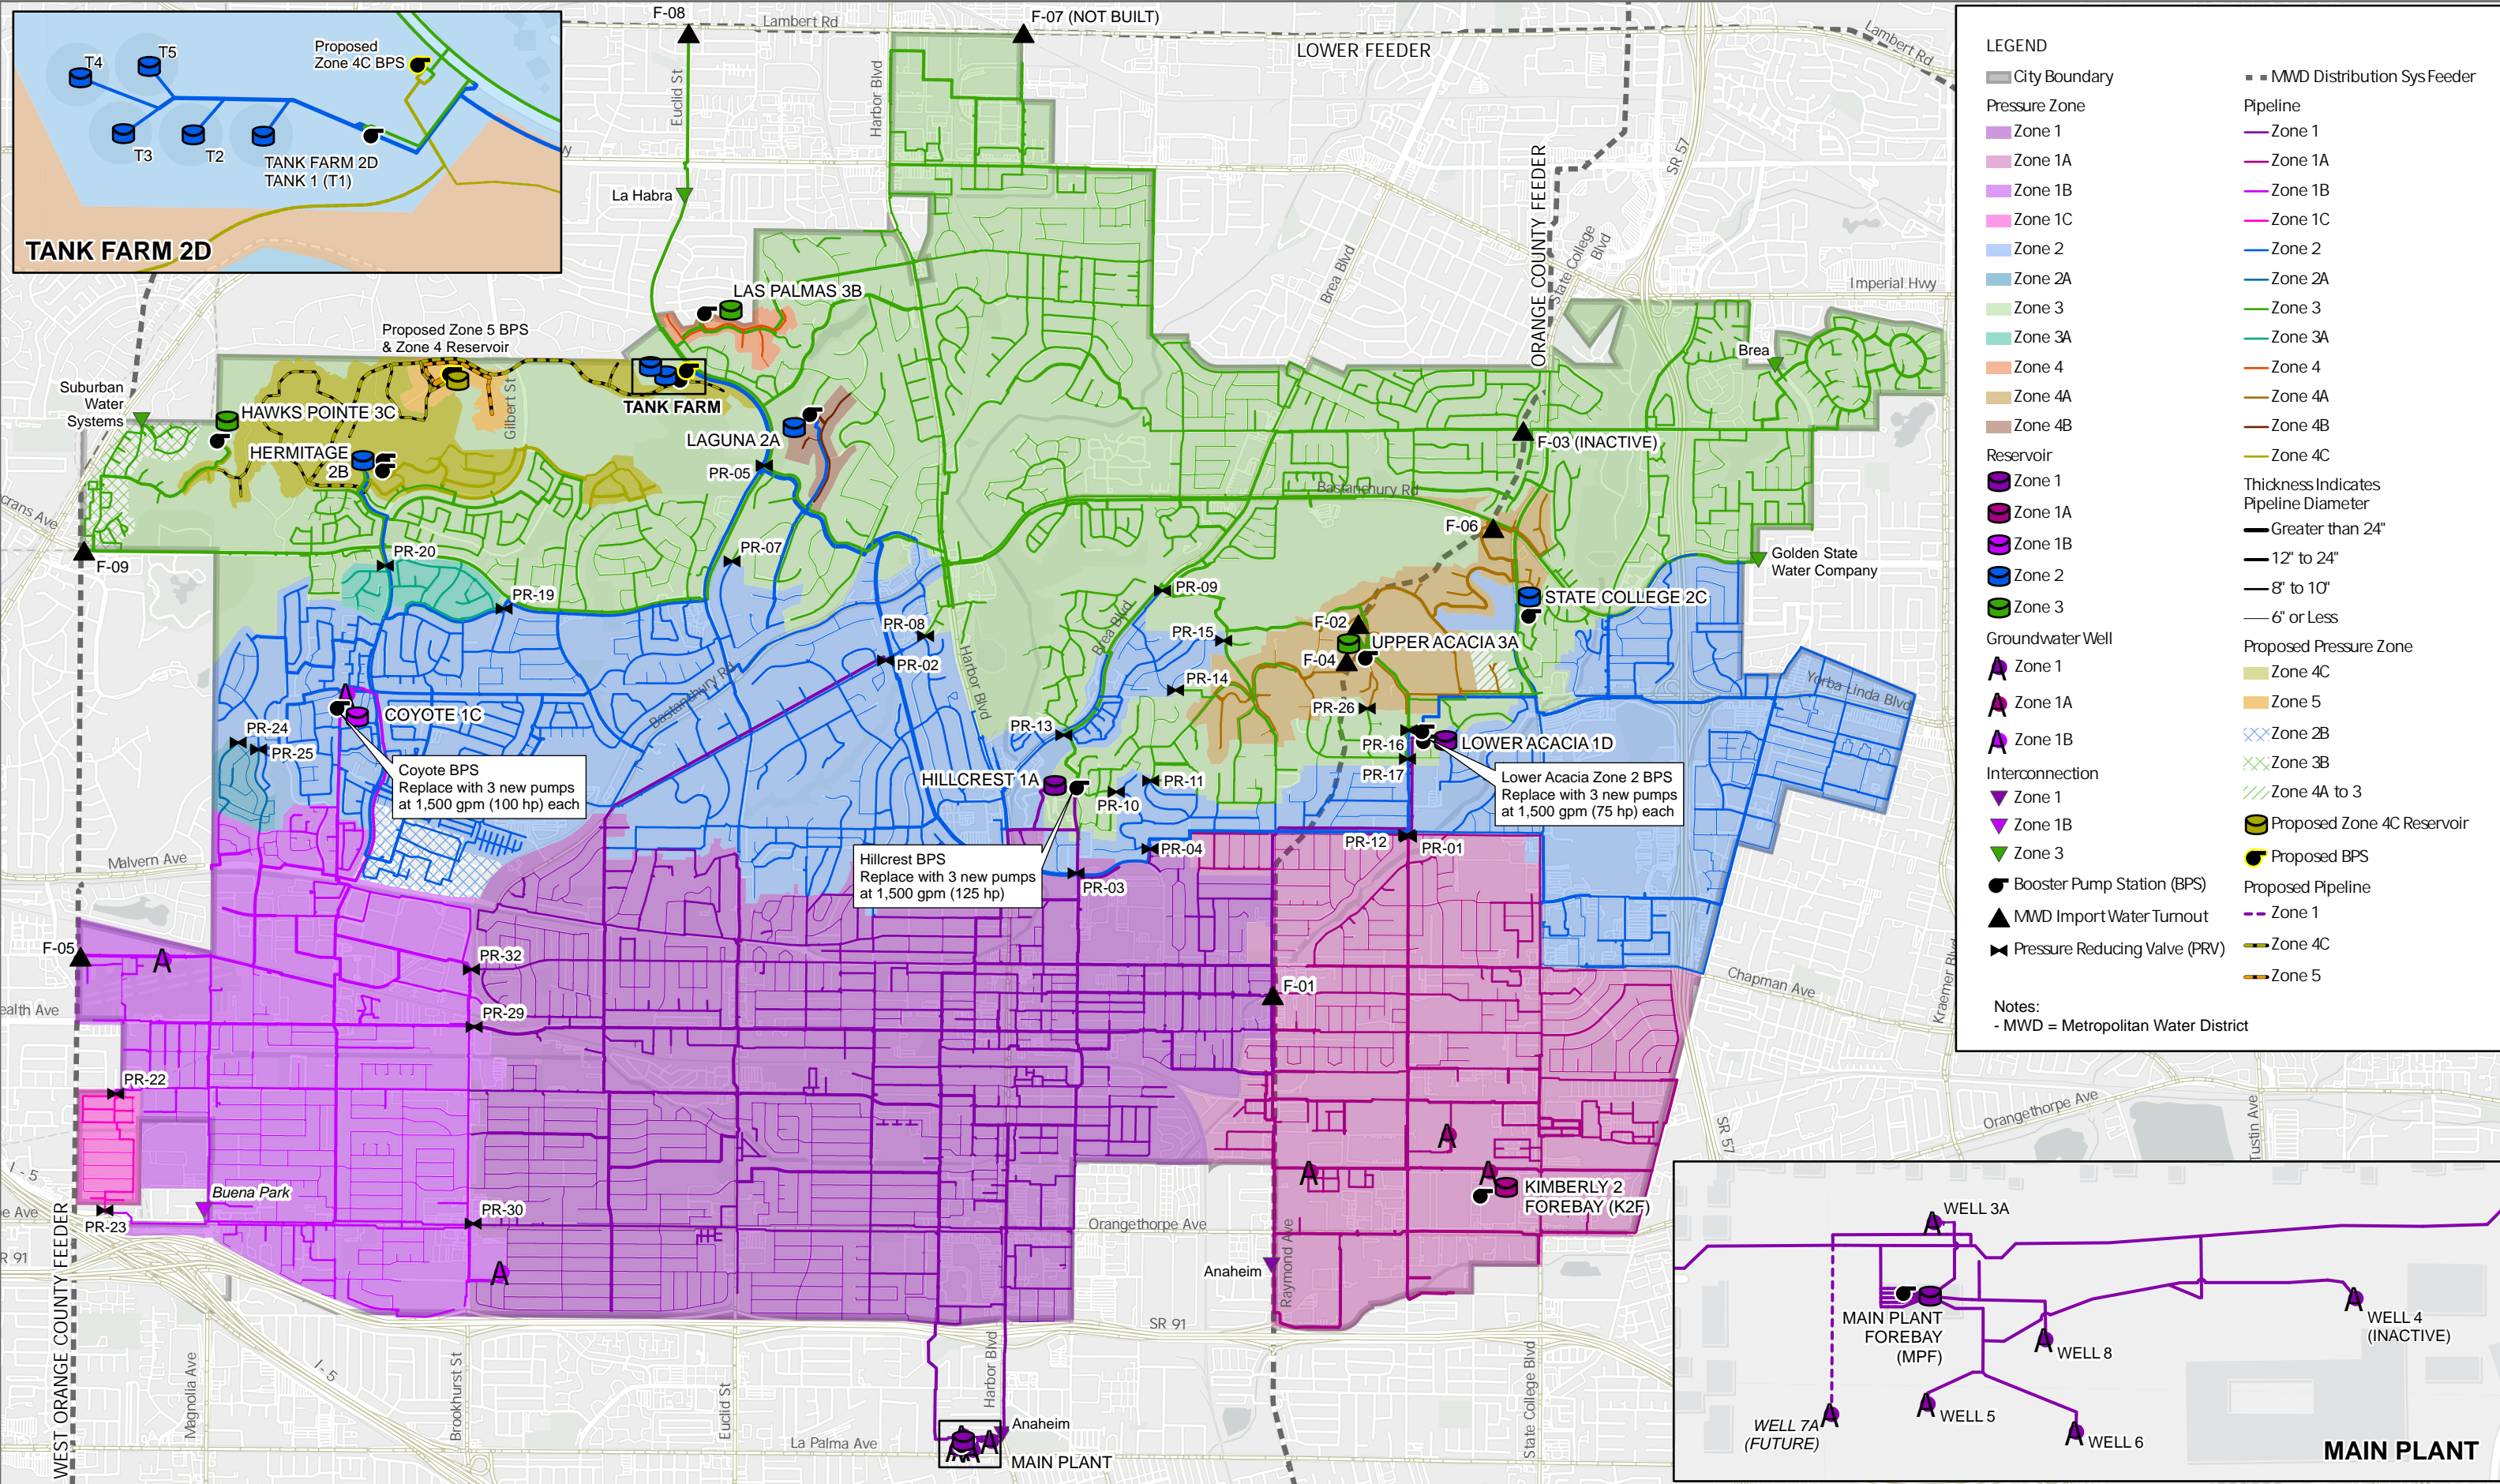 T4
T5
Proposed
Zone 4C BPS
T3
T2
TANK FARM 2D
TANK 1 (T1)
TANK FARM 2D
F-08
Lambert Rd
F-07 (NOT BUILT)
LOWER FEEDER
Lambert Rd
Euclid St
Harbor Blvd
La Habra
ORANGE COUNTY FEEDER
SR 57
State College
Blvd
Brea Blvd
Imperial Hwy
LAS PALMAS 3B
Proposed Zone 5 BPS
& Zone 4 Reservoir
Brea
Suburban
Water
Systems
Gilbert St
TANK FARM
HAWKS POINTE 3C
LAGUNA 2A
HERMITAGE
2B
PR-05
F-03 (INACTIVE)
Bastanchury Rd
crans Ave
F-06
F-09
PR-20
PR-07
Golden State
Water Company
PR-19
PR-09
STATE COLLEGE 2C
PR-08
Brea Blvd
PR-15
F-02
UPPER ACACIA 3A
F-04
PR-02
Harbor Blvd
Bastanchury Rd
PR-14
Yorba Linda Blvd
COYOTE 1C
PR-26
PR-24
PR-25
PR-13
PR-16
LOWER ACACIA 1D
PR-17
Coyote BPS
Replace with 3 new pumps
at 1,500 gpm (100 hp) each
HILLCREST 1A
PR-11
PR-10
Lower Acacia Zone 2 BPS
Replace with 3 new pumps
at 1,500 gpm (75 hp) each
PR-12
PR-01
PR-04
Hillcrest BPS
Replace with 3 new pumps
at 1,500 gpm (125 hp)
PR-03
Malvern Ave
F-05
PR-32
Chapman Ave
Kraemer Blvd
F-01
ealth Ave
PR-29
PR-22
Orangethorpe Ave
SR 57
Tustin Ave
I - 5
Buena Park
KIMBERLY 2
FOREBAY (K2F)
pe Ave
PR-23
PR-30
Orangethorpe Ave
Raymond Ave
R 91
Anaheim
WEST ORANGE COUNTY FEEDER
SR 91
Magnolia Ave
I - 5
Brookhurst St
Euclid St
Harbor Blvd
State College Blvd
Anaheim
La Palma Ave
MAIN PLANT
LEGEND
City Boundary
Pressure Zone
Zone 1
Zone 1A
Zone 1B
Zone 1C
Zone 2
Zone 2A
Zone 3
Zone 3A
Zone 4
Zone 4A
Zone 4B
Reservoir
Zone 1
Zone 1A
Zone 1B
Zone 2
Zone 3
Groundwater Well
Zone 1
Zone 1A
Zone 1B
Interconnection
Zone 1
Zone 1B
Zone 3
Booster Pump Station (BPS)
MWD Import Water Turnout
Pressure Reducing Valve (PRV)
MWD Distribution Sys Feeder
Pipeline
Zone 1
Zone 1A
Zone 1B
Zone 1C
Zone 2
Zone 2A
Zone 3
Zone 3A
Zone 4
Zone 4A
Zone 4B
Zone 4C
Thickness Indicates
Pipeline Diameter
Greater than 24"
12" to 24"
8" to 10"
6" or Less
Proposed Pressure Zone
Zone 4C
Zone 5
Zone 2B
Zone 3B
Zone 4A to 3
Proposed Zone 4C Reservoir
Proposed BPS
Proposed Pipeline
Zone 1
Zone 4C
Zone 5
Notes:
- MWD = Metropolitan Water District
WELL 3A
MAIN PLANT
FOREBAY
(MPF)
WELL 4
(INACTIVE)
WELL 8
WELL 5
WELL 7A
(FUTURE)
WELL 6
MAIN PLANT